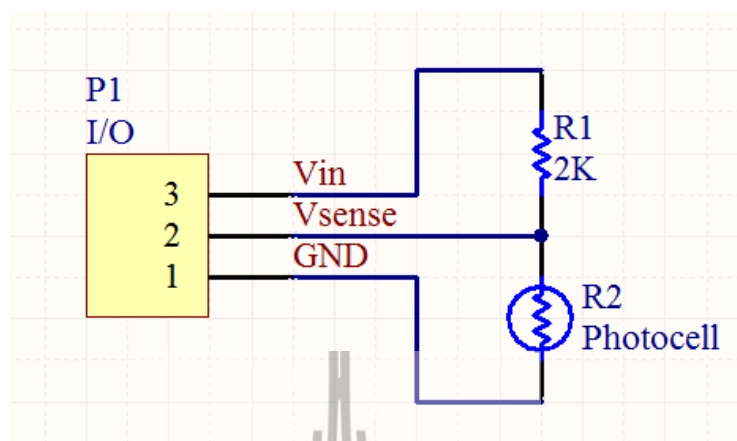 P1
I/O
3
Vin
2
Vsense
1
GND
R1
2K
R2
Photocell